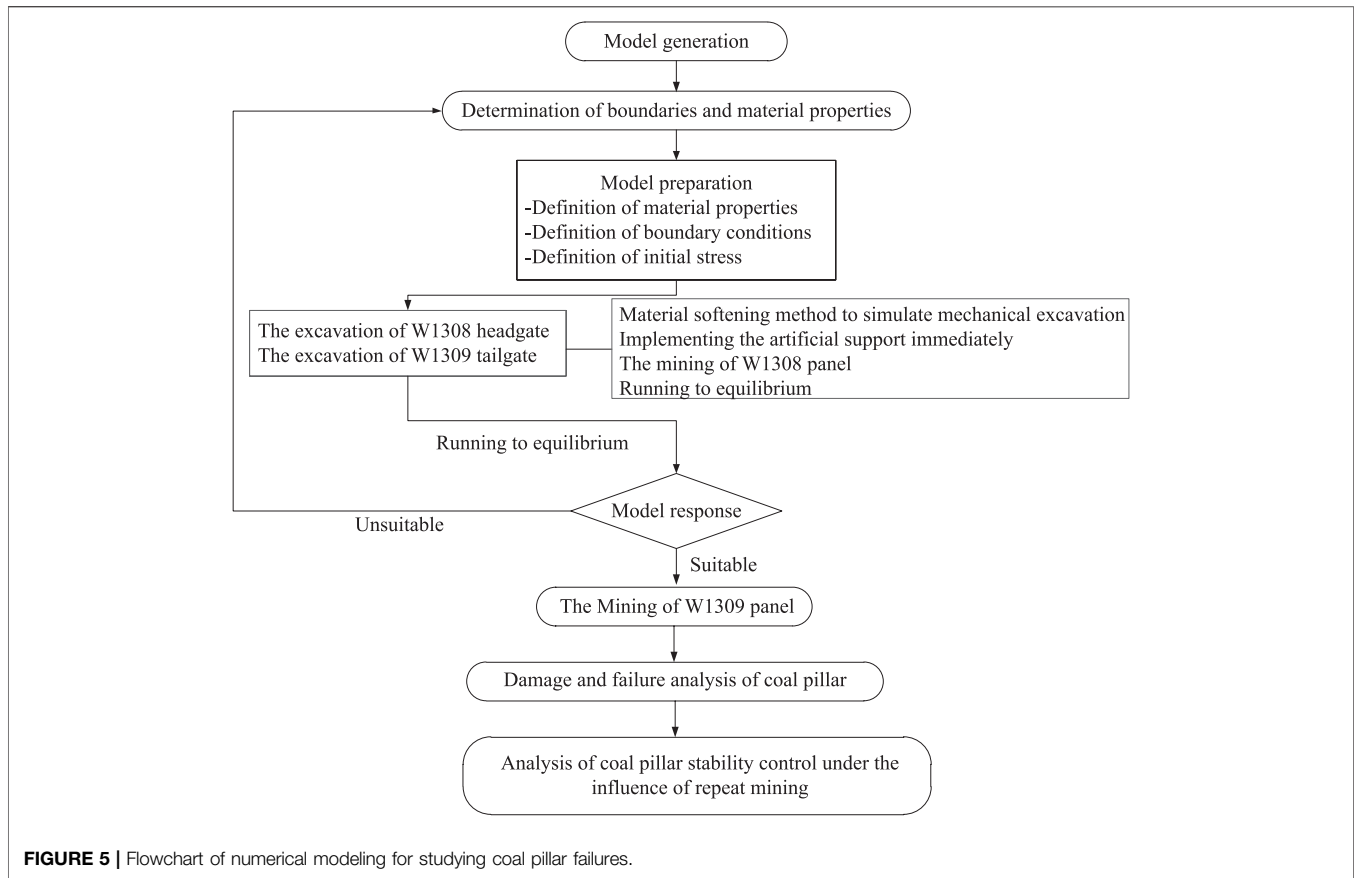 Model generation
Determination of boundaries and material properties
Model preparation
-Definition of material properties
-Definition of boundary conditions
-Definition of initial stress
The excavation of W1308 headgate
The excavation of W1309 tailgate
Material softening method to simulate mechanical excavation
Implementing the artificial support immediately
The mining of W1308 panel
Running to equilibrium
Running to equilibrium
Model response
Unsuitable
Suitable
The Mining of W1309 panel
Damage and failure analysis of coal pillar
Analysis of coal pillar stability control under the
influence of repeat mining
FIGURE 5 | Flowchart of numerical modeling for studying coal pillar failures.